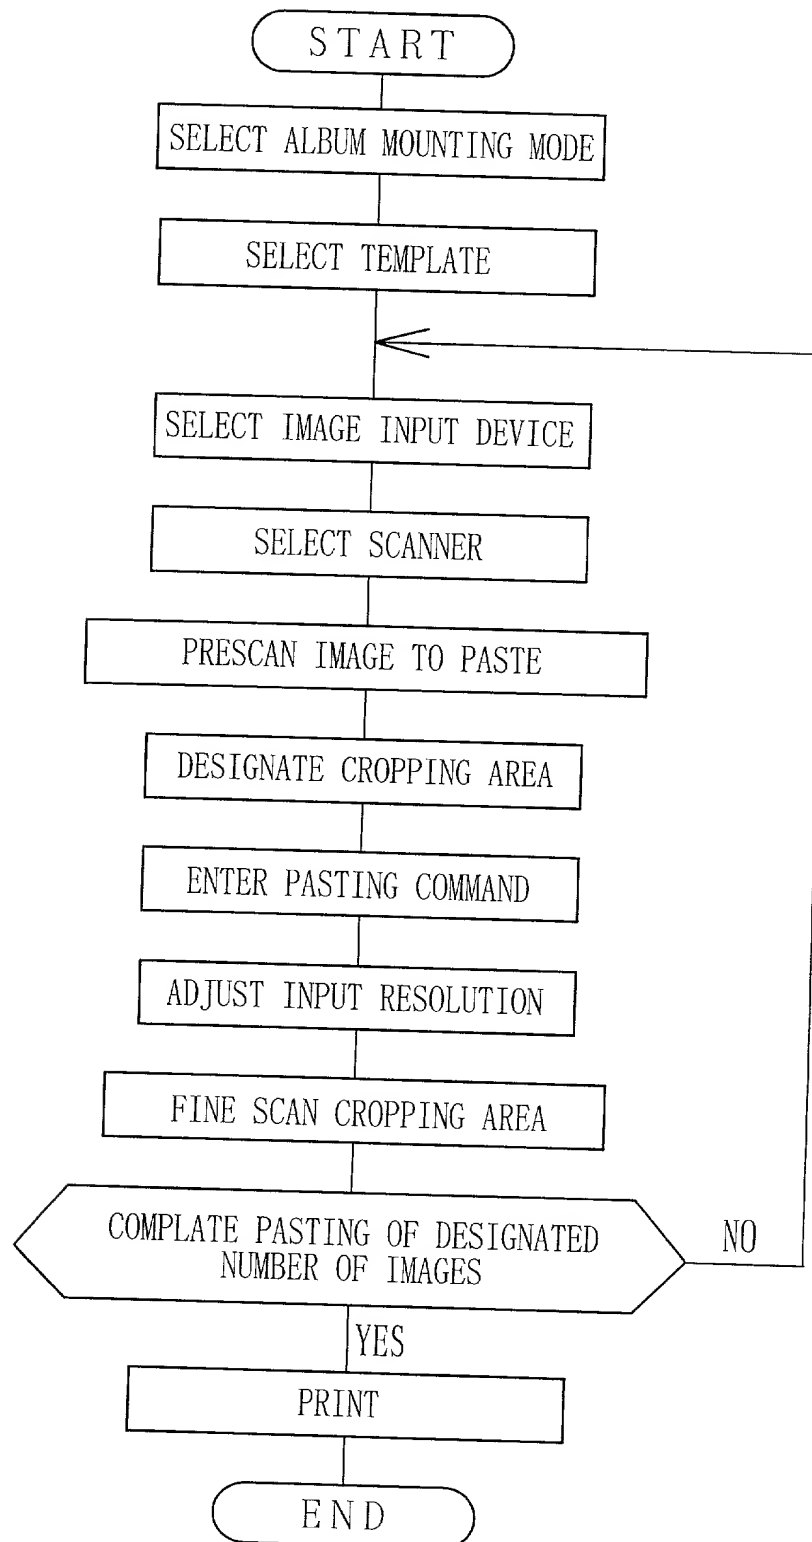 START
SELECT ALBUM MOUNTING MODE
SELECT TEMPLATE
SELECT IMAGE INPUT DEVICE
SELECT SCANNER
PRESCAN IMAGE TO PASTE
DESIGNATE CROPPING AREA
ENTER PASTING COMMAND
ADJUST INPUT RESOLUTION
FINE SCAN CROPPING AREA
COMPLATE PASTING OF DESIGNATED
NUMBER OF IMAGES
NO
YES
PRINT
END